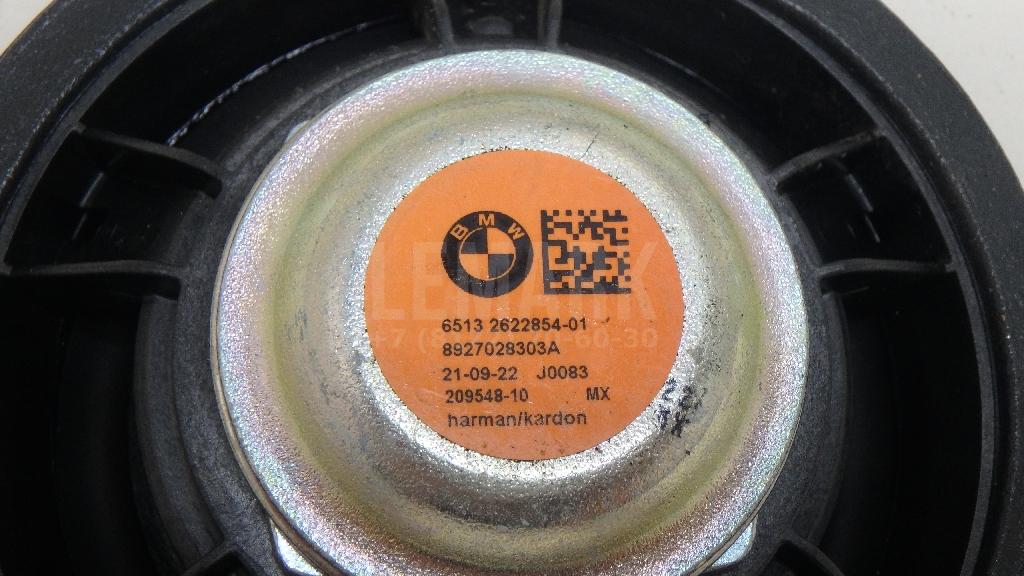 BMW
6513 2622854-01
8927028303A
21-09-22 J0083
209548-10 MX
harman/kardon